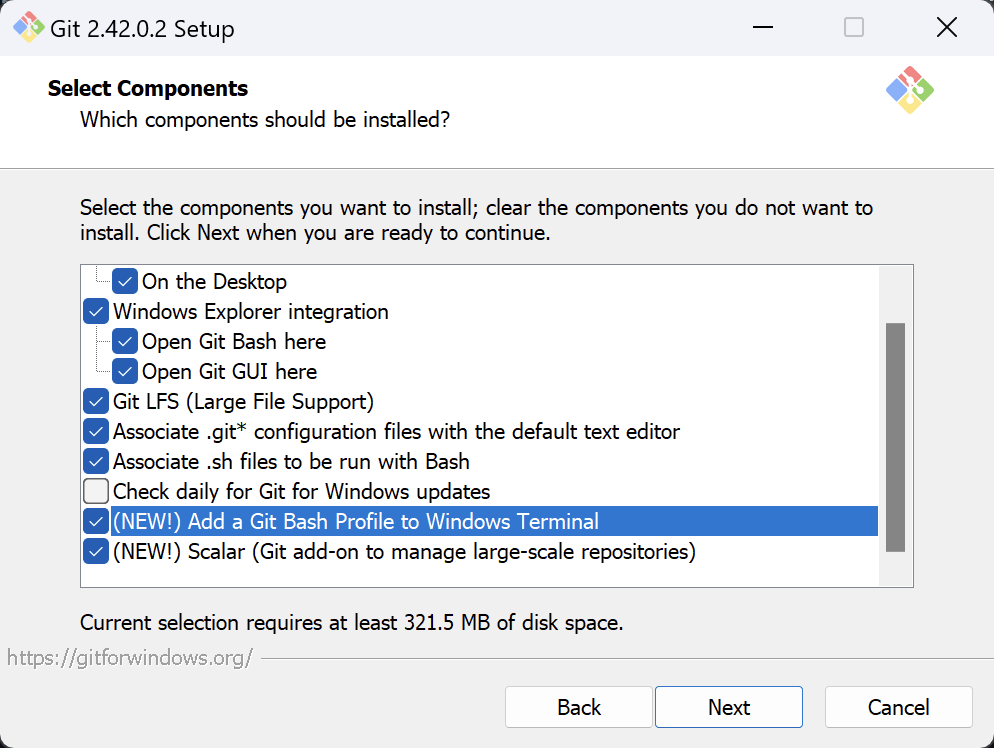 Git 2.42.0.2 Setup
Select Components
Which components should be installed?
Select the components you want to install; clear the components you do not want to
install. Click Next when you are ready to continue.
On the Desktop
Windows Explorer integration
Open Git Bash here
Open Git GUI here
Git LFS (Large File Support)
Associate .git* configuration files with the default text editor
Associate .sh files to be run with Bash
Check daily for Git for Windows updates
(NEW!) Add a Git Bash Profile to Windows Terminal
(NEW!) Scalar (Git add-on to manage large-scale repositories)
Current selection requires at least 321.5 MB of disk space.
https://gitforwindows.org/
Back Next Cancel